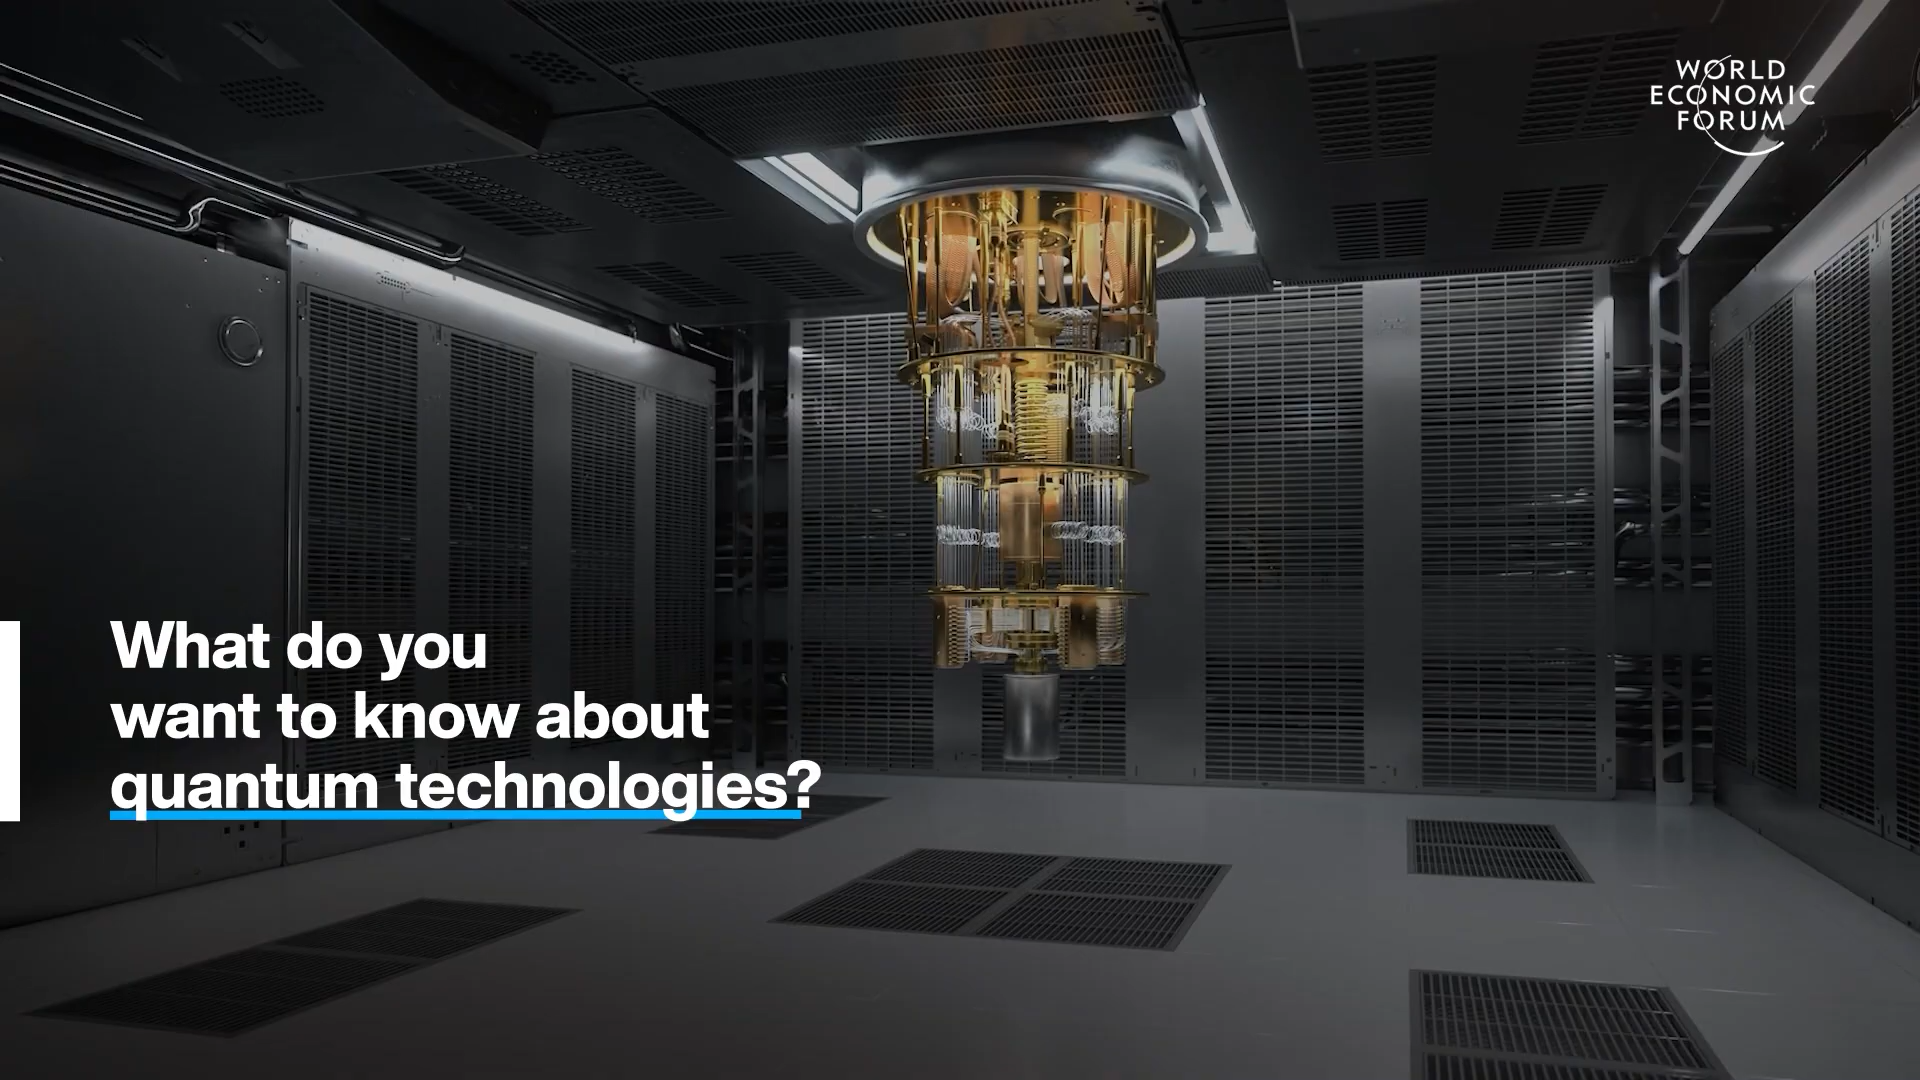 WORLD
ECONOMIC
FORUM
What do you
want to know about
quantum technologies?